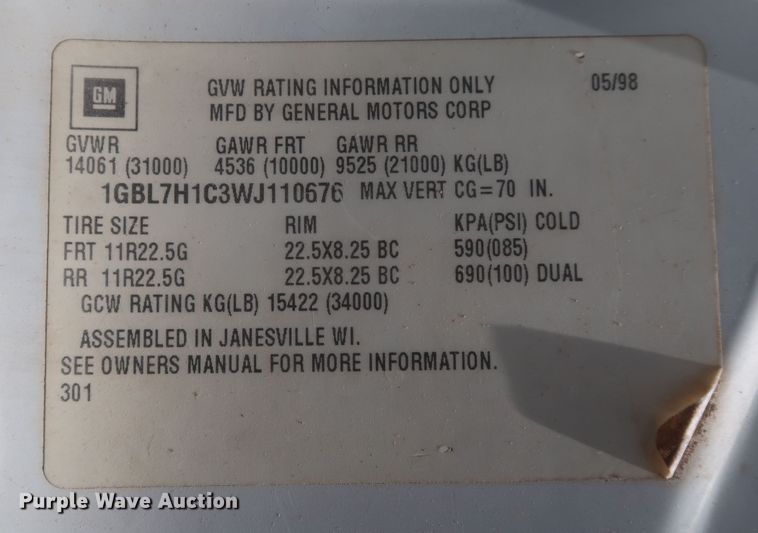 GM
GVW RATING INFORMATION ONLY 05/98
MFD BY GENERAL MOTORS CORP
GVWR GAWR FRT GAWR RR
14061 (31000) 4536 (10000) 9525 (21000) KG(LB)
1GBL7H1C3WJ110676 MAX VERT CG=70 IN.
TIRE SIZE RIM KPA(PSI) COLD
FRT 11R22.5G 22.5X8.25 BC 590(085)
RR 11R22.5G 22.5X8.25 BC 690(100) DUAL
GCW RATING KG(LB) 15422 (34000)
ASSEMBLED IN JANESVILLE WI.
SEE OWNERS MANUAL FOR MORE INFORMATION.
301
Purple Wave Auction